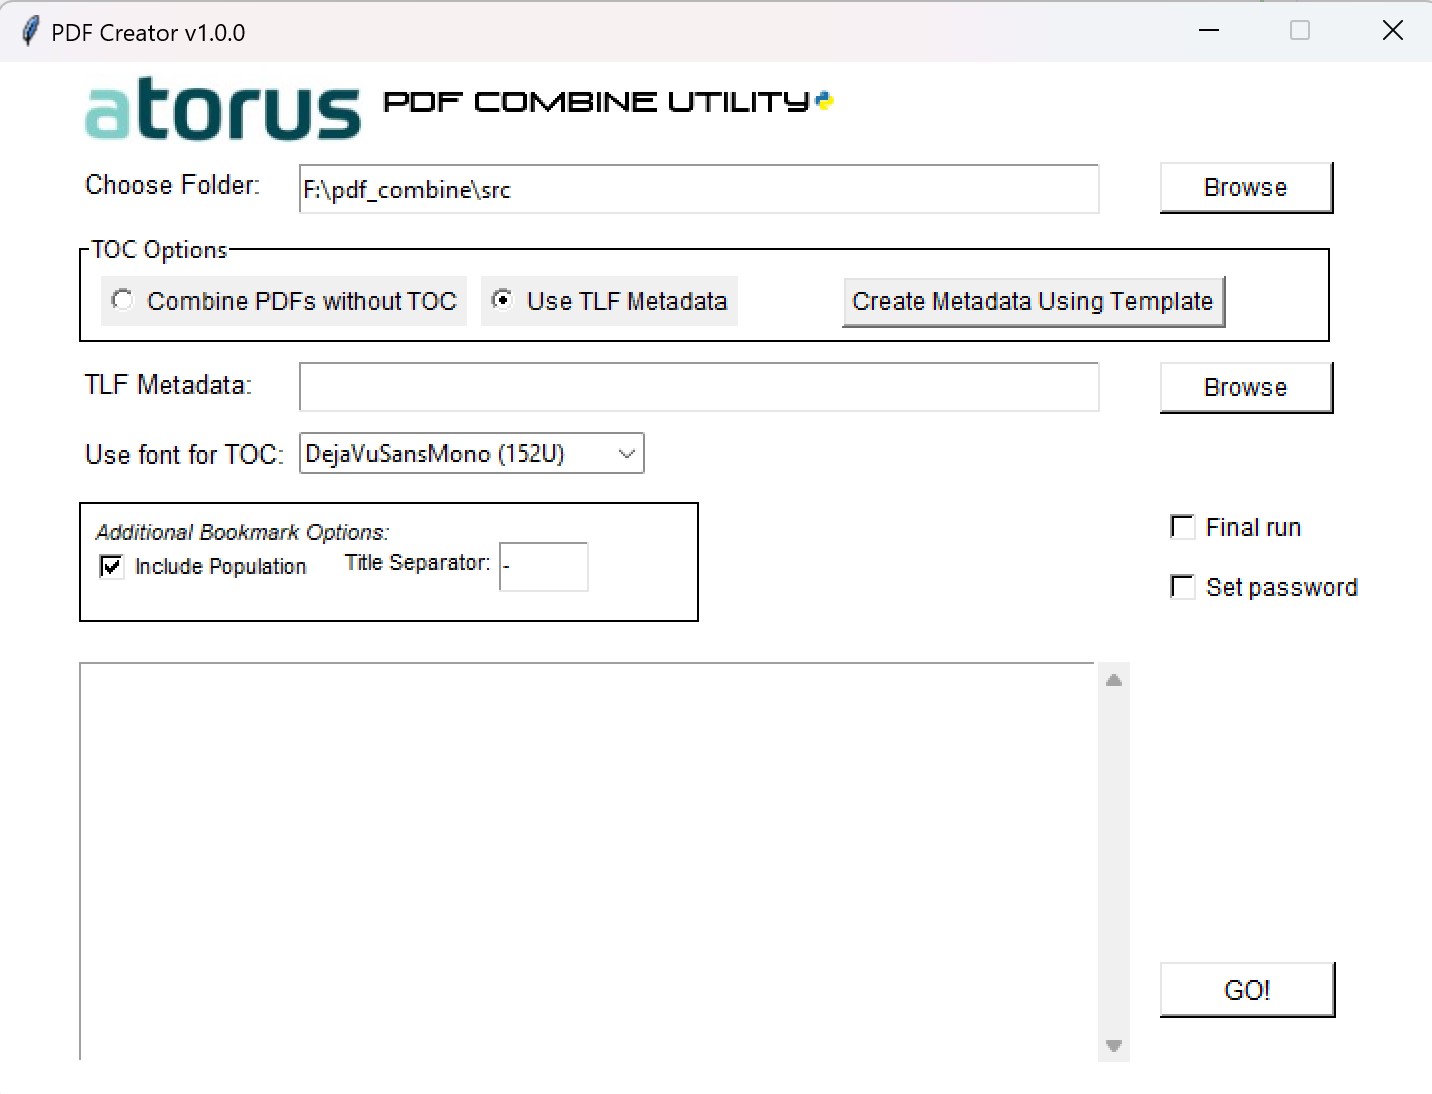 PDF Creator v1.0.0
atorus PDF COMBINE UTILITY
Choose Folder: F:\pdf_combine\src Browse
TOC Options
Combine PDFs without TOC Use TLF Metadata Create Metadata Using Template
TLF Metadata: Browse
Use font for TOC: DejaVuSansMono (152U)
Additional Bookmark Options:
Include Population Title Separator: -
Final run
Set password
GO!